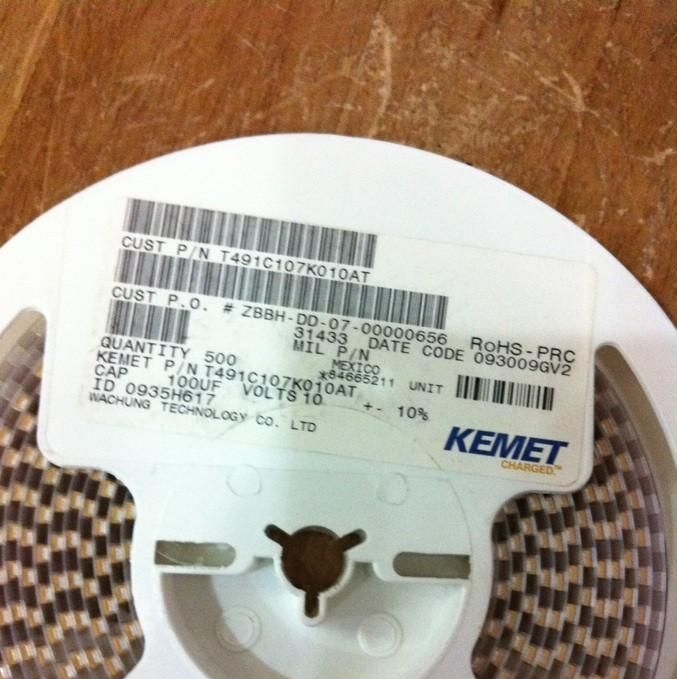 CUST P/N T491C107K010AT
CUST P.O. # ZBBH-DD-07-00000656 RoHS-PRC
31433 DATE CODE 093009GV2
QUANTITY 500 MIL P/N
KEMET P/N T491C107K010AT MEXICO
*84665211 UNIT
CAP 100UF VOLTS 10 +- 10%
ID 0935H617
WACHUNG TECHNOLOGY CO. LTD
KEMET
CHARGED.™